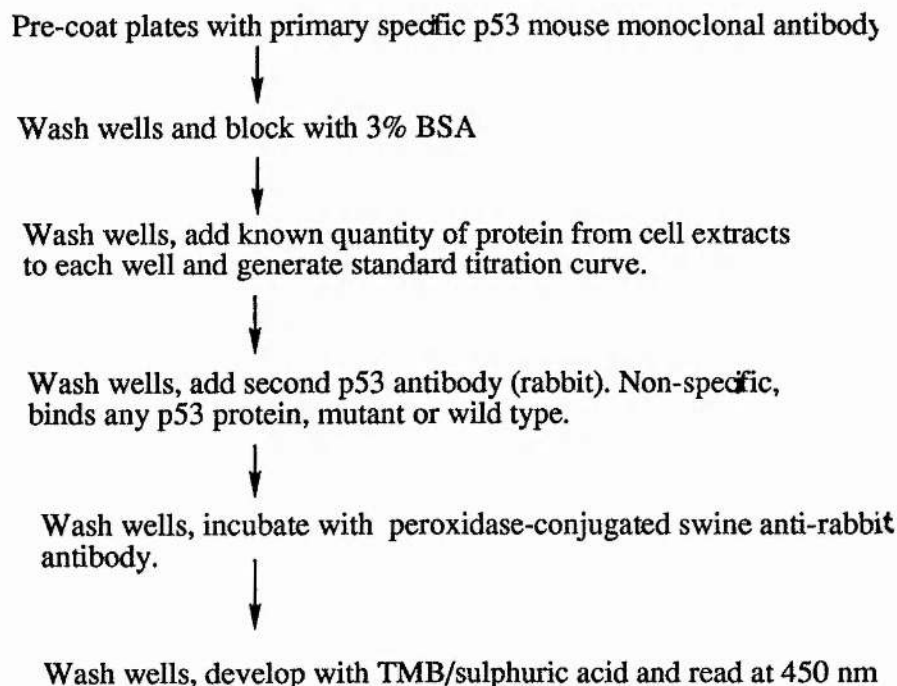 Pre-coat plates with primary specific p53 mouse monoclonal antibody
Wash wells and block with 3% BSA
Wash wells, add known quantity of protein from cell extracts
to each well and generate standard titration curve.
Wash wells, add second p53 antibody (rabbit). Non-specific,
binds any p53 protein, mutant or wild type.
Wash wells, incubate with peroxidase-conjugated swine anti-rabbit
antibody.
Wash wells, develop with TMB/sulphuric acid and read at 450 nm